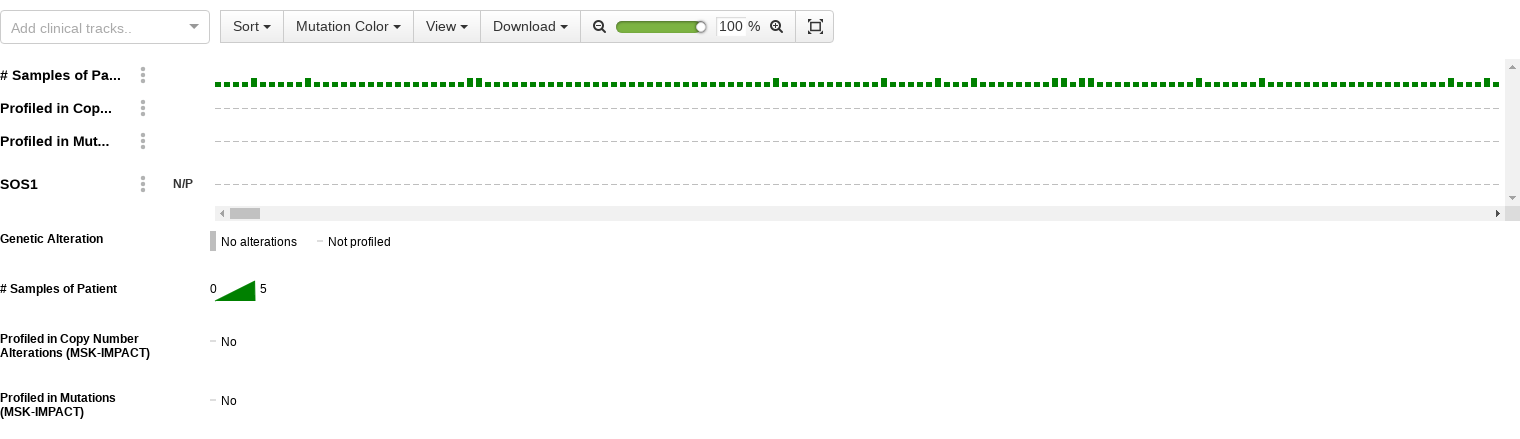 Add clinical tracks..
Sort Mutation Color View Download 100 %
# Samples of Pa...
Profiled in Cop...
Profiled in Mut...
SOS1 N/P
Genetic Alteration No alterations Not profiled
# Samples of Patient 0 5
Profiled in Copy Number
Alterations (MSK-IMPACT) No
Profiled in Mutations
(MSK-IMPACT) No